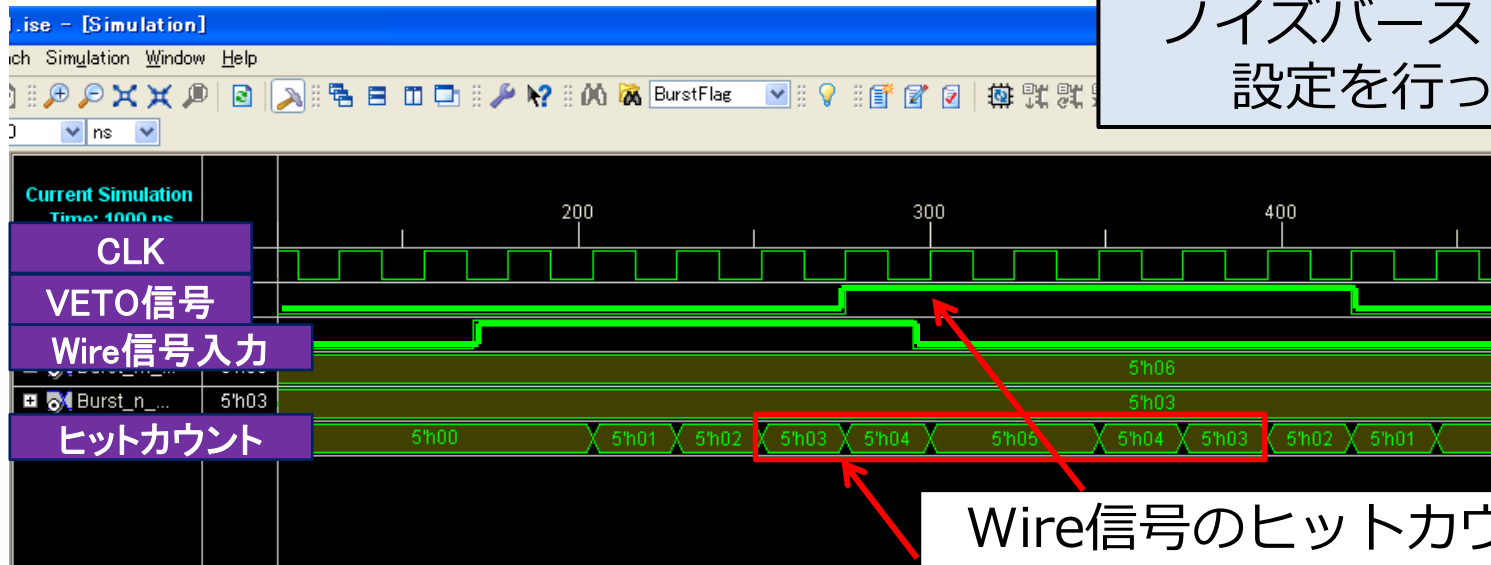 .ise - [Simulation]
ノイズバース
設定を行っ
Simulation Window Help
BurstFlag
ns
Current Simulation
Time: 1000 ns
200 300 400
CLK
VETO信号
Wire信号入力
5'h06
Burst_n_... 5'h03 5'h03
ヒットカウント 5'h00 5'h01 5'h02 5'h03 5'h04 5'h05 5'h04 5'h03 5'h02 5'h01
Wire信号のヒットカウ